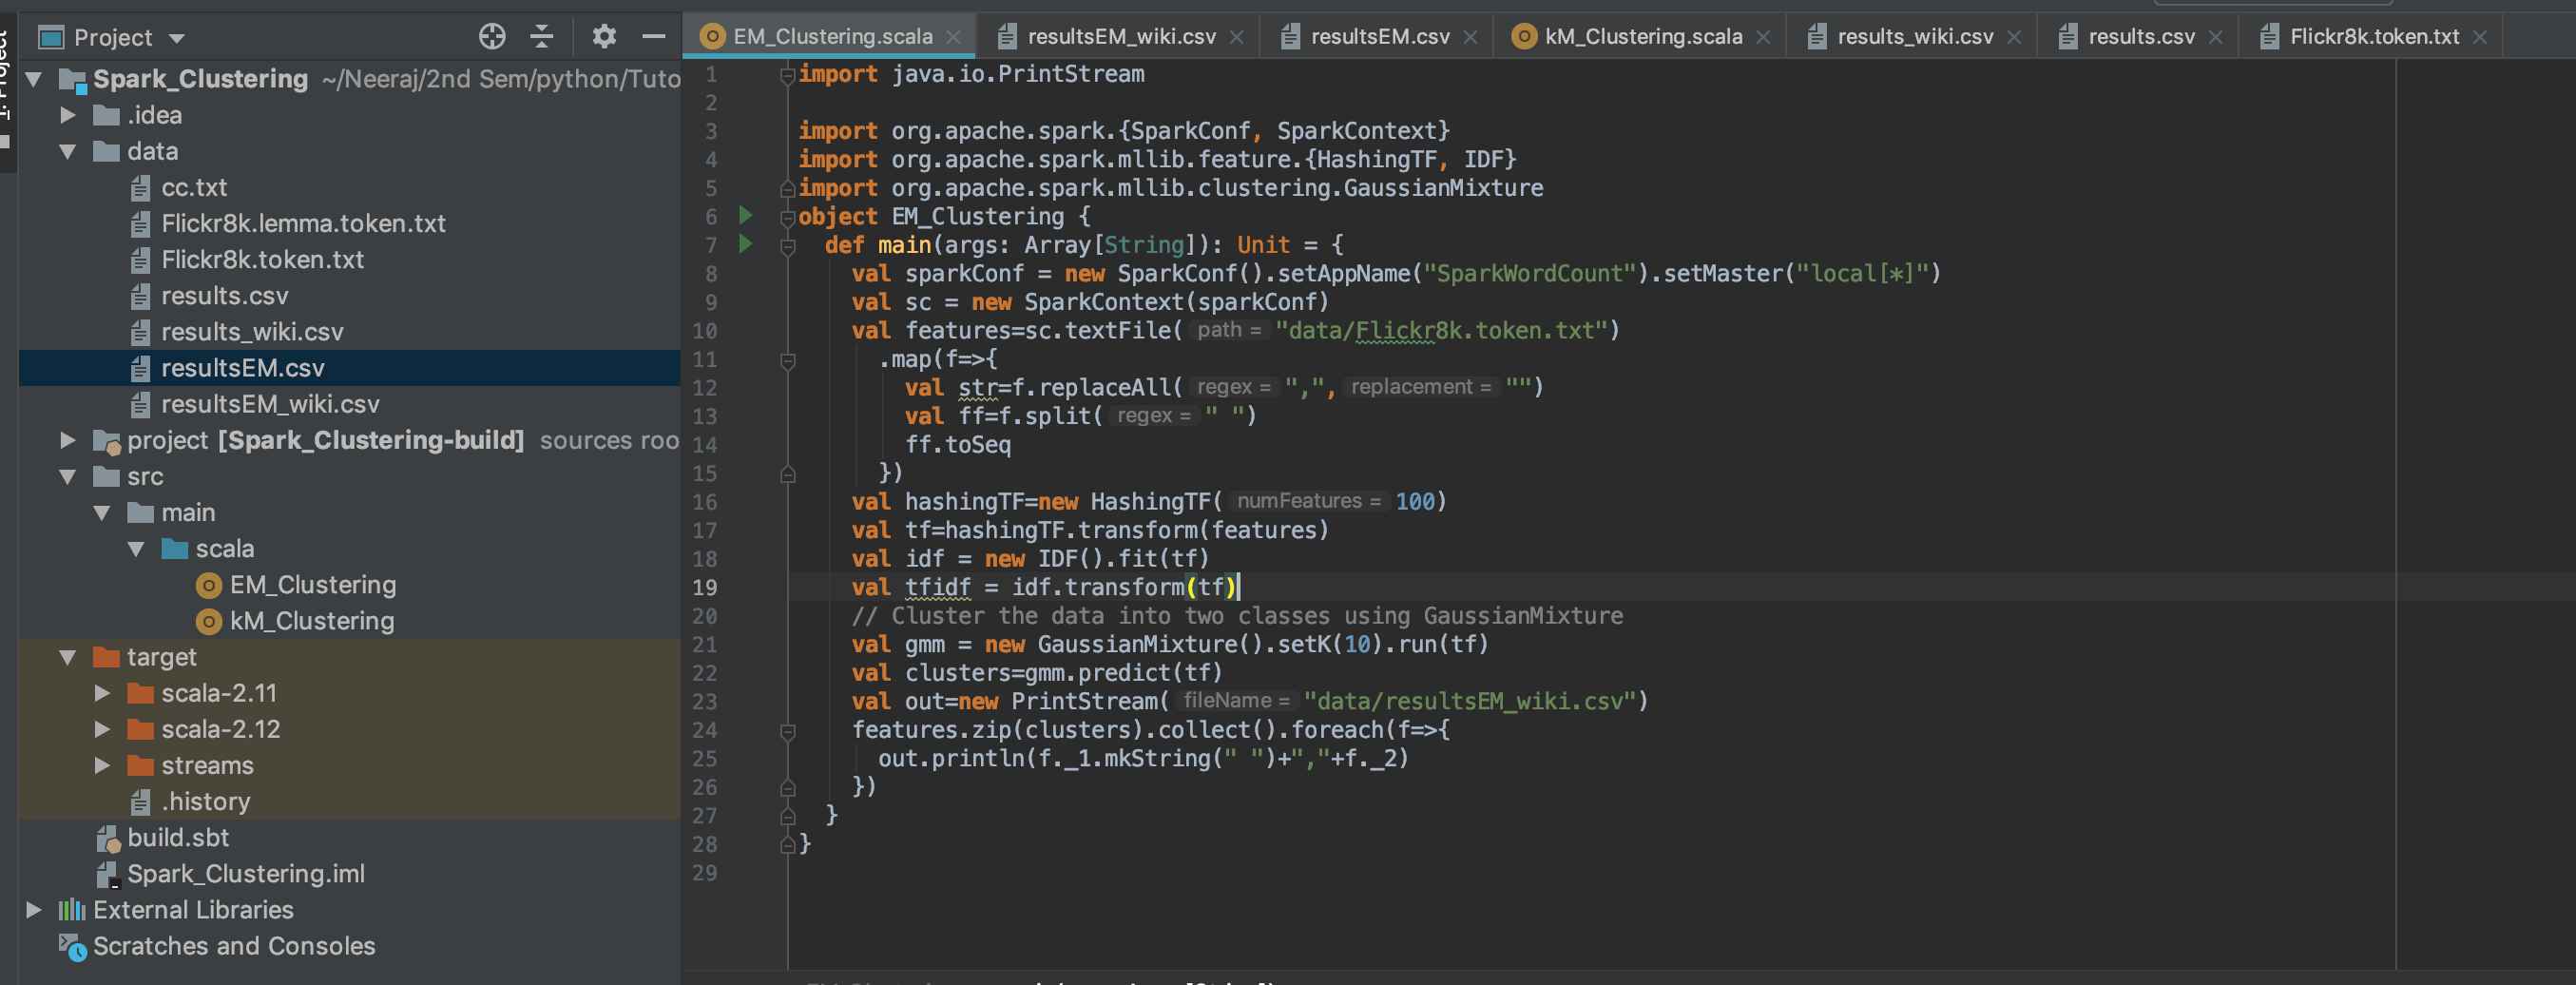 Project
EM_Clustering.scala
resultsEM_wiki.csv
resultsEM.csv
kM_Clustering.scala
results_wiki.csv
results.csv
Flickr8k.token.txt
1: Project
Spark_Clustering ~/Neeraj/2nd Sem/python/Tuto
.idea
data
cc.txt
Flickr8k.lemma.token.txt
Flickr8k.token.txt
results.csv
results_wiki.csv
resultsEM.csv
resultsEM_wiki.csv
project [Spark_Clustering-build] sources roo
src
main
scala
EM_Clustering
kM_Clustering
target
scala-2.11
scala-2.12
streams
.history
build.sbt
Spark_Clustering.iml
External Libraries
Scratches and Consoles
1 import java.io.PrintStream
2
3 import org.apache.spark.{SparkConf, SparkContext}
4 import org.apache.spark.mllib.feature.{HashingTF, IDF}
5 import org.apache.spark.mllib.clustering.GaussianMixture
6 object EM_Clustering {
7 def main(args: Array[String]): Unit = {
8 val sparkConf = new SparkConf().setAppName("SparkWordCount").setMaster("local[*]")
9 val sc = new SparkContext(sparkConf)
10 val features=sc.textFile( path = "data/Flickr8k.token.txt")
11 .map(f=>{
12 val str=f.replaceAll( regex = ",", replacement = "")
13 val ff=f.split( regex = " ")
14 ff.toSeq
15 })
16 val hashingTF=new HashingTF( numFeatures = 100)
17 val tf=hashingTF.transform(features)
18 val idf = new IDF().fit(tf)
19 val tfidf = idf.transform(tf)
20 // Cluster the data into two classes using GaussianMixture
21 val gmm = new GaussianMixture().setK(10).run(tf)
22 val clusters=gmm.predict(tf)
23 val out=new PrintStream( fileName = "data/resultsEM_wiki.csv")
24 features.zip(clusters).collect().foreach(f=>{
25 out.println(f._1.mkString(" ")+","+f._2)
26 })
27 }
28 }
29